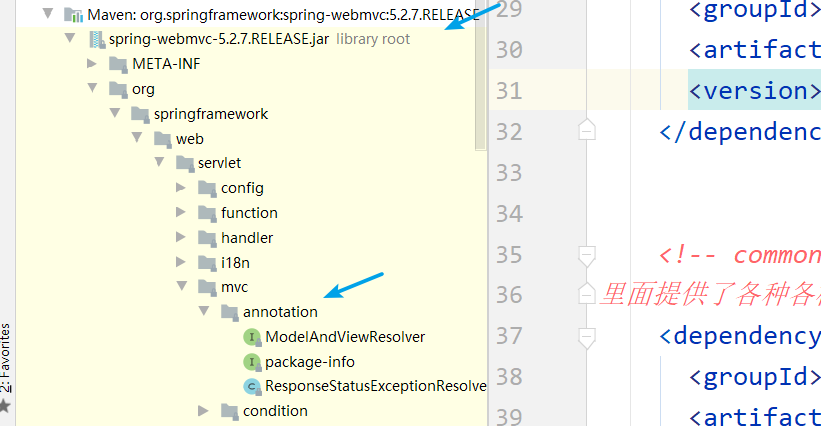 Maven: org.springframework:spring-webmvc:5.2.7.RELEASE
spring-webmvc-5.2.7.RELEASE.jar library root
META-INF
org
springframework
web
servlet
config
function
handler
i18n
mvc
annotation
ModelAndViewResolver
package-info
ResponseStatusExceptionResolve
condition
2: Favorites
29 <groupId>
30 <artifact
31 <version>
32 </dependenc
33
34
35 <!-- common
36 里面提供了各种各
37 <dependency
38 <groupId>
39 <artifact